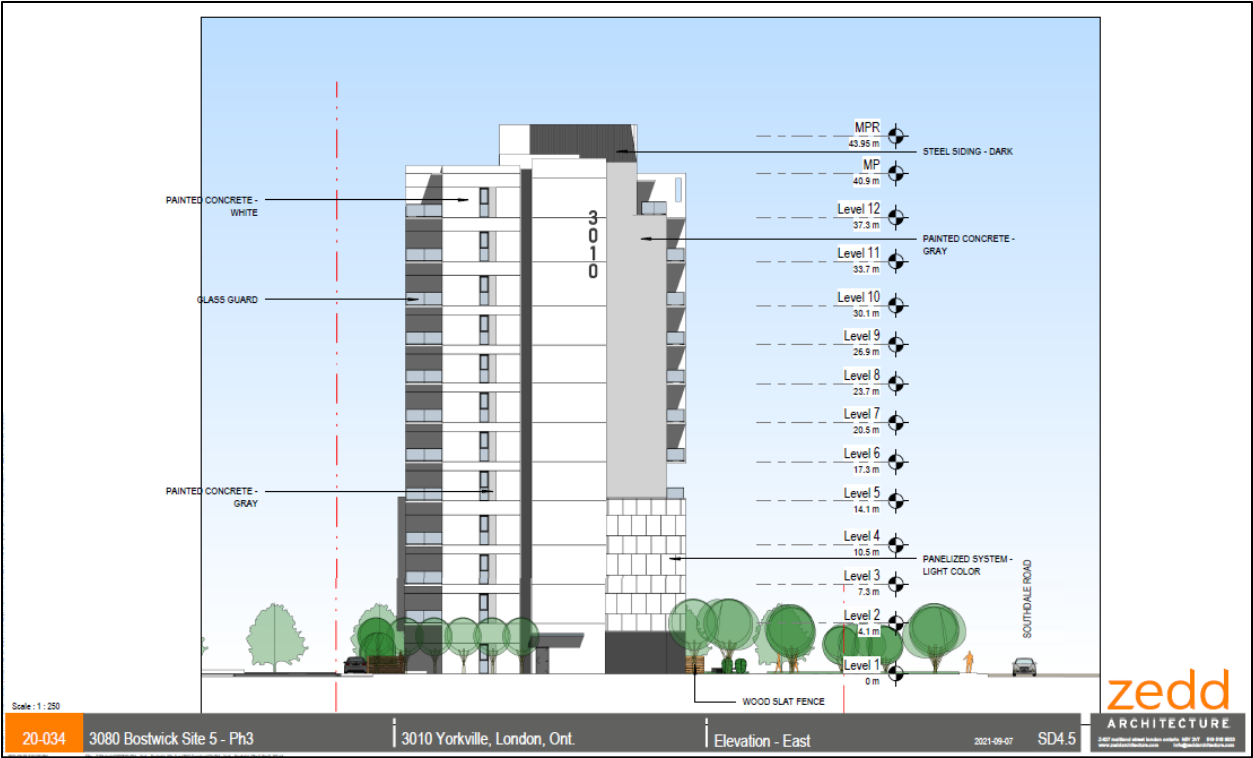 MPR
43.95 m
STEEL SIDING - DARK
MP
40.9 m
PAINTED CONCRETE -
WHITE
Level 12
37.3 m
3
0
1
0
PAINTED CONCRETE -
GRAY
Level 11
33.7 m
GLASS GUARD
Level 10
30.1 m
Level 9
26.9 m
Level 8
23.7 m
Level 7
20.5 m
Level 6
17.3 m
PAINTED CONCRETE -
GRAY
Level 5
14.1 m
Level 4
10.5 m
PANELIZED SYSTEM -
LIGHT COLOR
Level 3
7.3 m
SOUTHDALE ROAD
Level 2
4.1 m
Level 1
0 m
WOOD SLAT FENCE
Scale : 1 : 250
zedd
ARCHITECTURE
20-034
3080 Bostwick Site 5 - Ph3
3010 Yorkville, London, Ont.
Elevation - East
2021-09-07
SD4.5